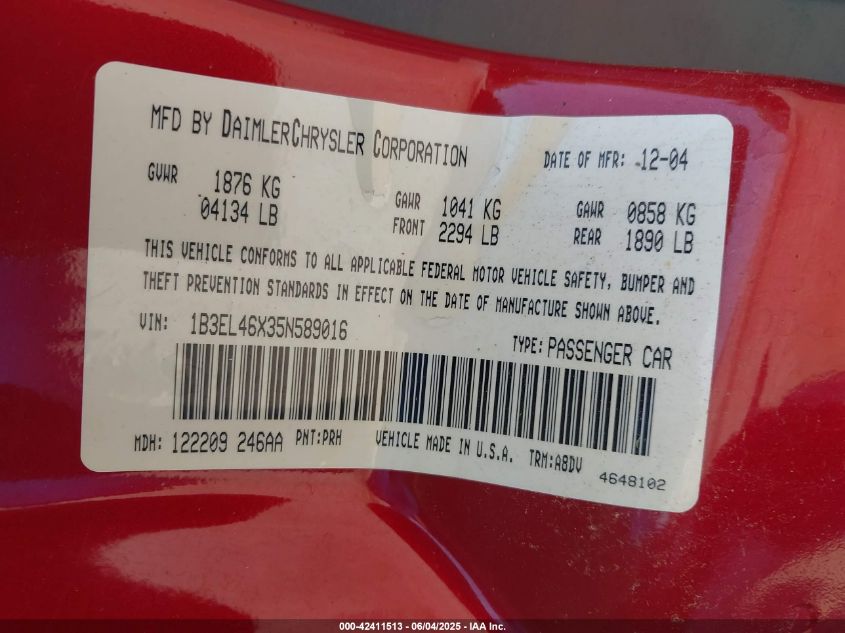 MFD BY DAIMLERCHRYSLER CORPORATION DATE OF MFR: 12-04
GVWR 1876 KG GAWR 1041 KG GAWR 0858 KG
04134 LB FRONT 2294 LB REAR 1890 LB
THIS VEHICLE CONFORMS TO ALL APPLICABLE FEDERAL MOTOR VEHICLE SAFETY, BUMPER AND
THEFT PREVENTION STANDARDS IN EFFECT ON THE DATE OF MANUFACTURE SHOWN ABOVE.
VIN: 1B3EL46X35N589016 TYPE: PASSENGER CAR
MDH: 122209 246AA PNT:PRH VEHICLE MADE IN U.S.A. TRM:A8DV
4648102
000-42411513 - 06/04/2025 - IAA Inc.